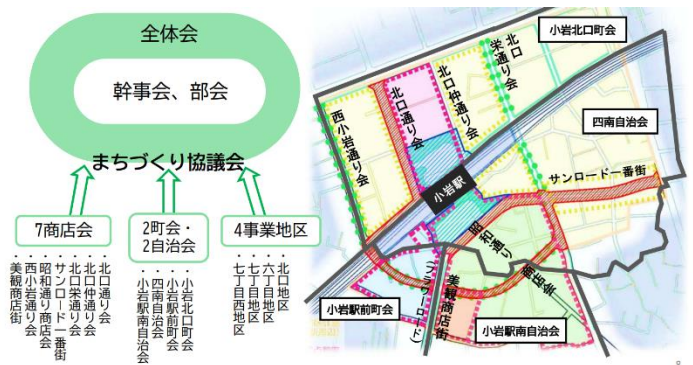 全体会
幹事会、部会
まちづくり協議会
7商店会
2町会・
2自治会
4事業地区
・北口通り会
・北口仲通り会
・北口栄通り会
・サンロード一番街
・昭和通り商店会
・西小岩通り会
・美観商店街
・小岩北口町会
・小岩駅前町会
・四南自治会
・小岩駅南自治会
・北口地区
・六丁目地区
・七丁目地区
・七丁目西地区
小岩北口町会
北口
栄通り会
北口仲通り会
北口通り会
西小岩通り会
四南自治会
サンロード一番街
小岩駅
昭和通り
商店会
美観商店街
(フラワーロード)
小岩駅前町会
小岩駅南自治会
。